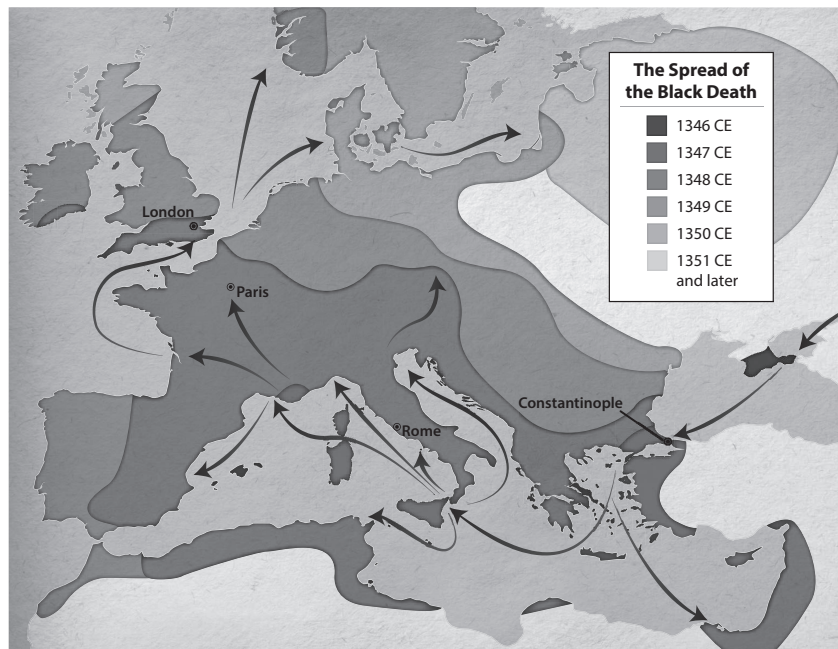 The Spread of
the Black Death
1346 CE
1347 CE
1348 CE
1349 CE
1350 CE
1351 CE
and later
London
Paris
Constantinople
Rome